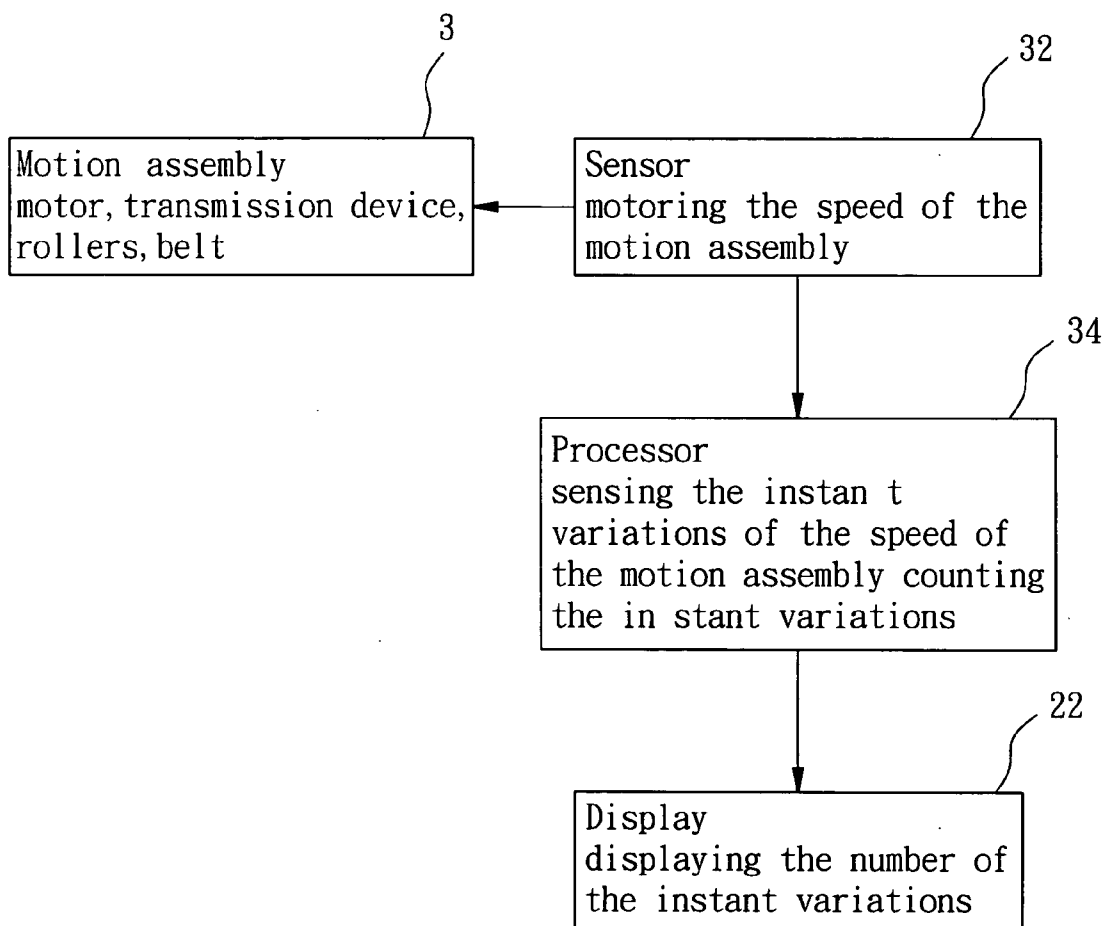 3
32
Motion assembly
motor, transmission device,
rollers, belt
Sensor
motoring the speed of the
motion assembly
34
Processor
sensing the instan t
variations of the speed of
the motion assembly counting
the in stant variations
22
Display
displaying the number of
the instant variations